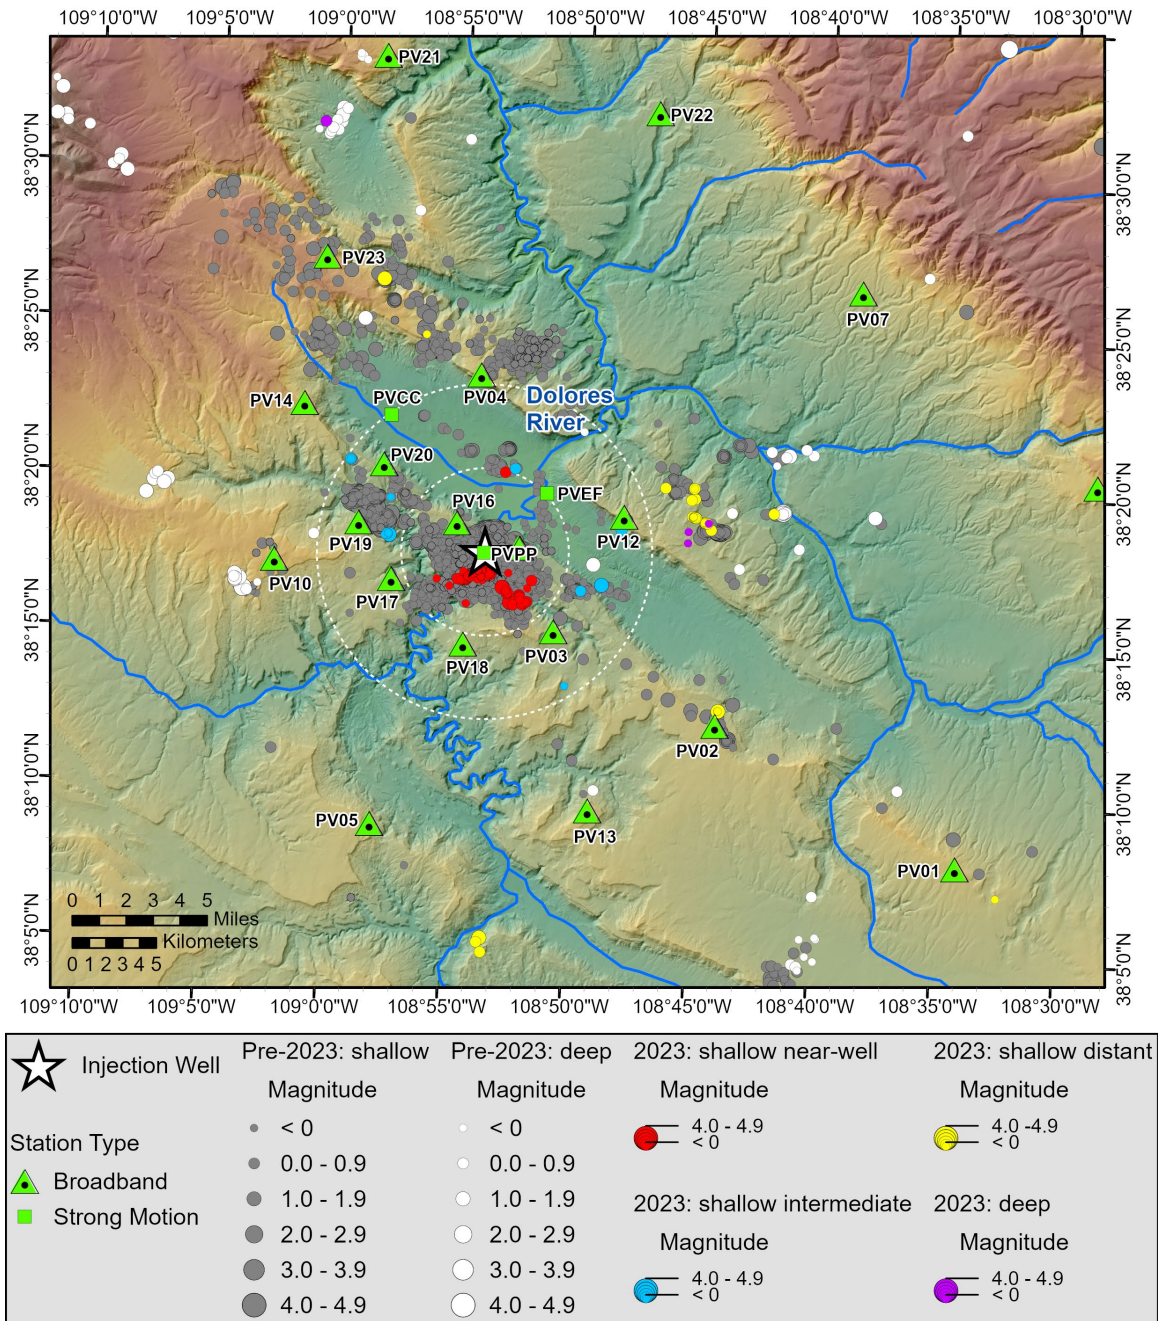 109°10'0"W 109°5'0"W 109°0'0"W 108°55'0"W 108°50'0"W 108°45'0"W 108°40'0"W 108°35'0"W 108°30'0"W
PV21
PV22
38°30'0"N
38°30'0"N
PV23
38°25'0"N
PV07
38°25'0"N
PV04
Dolores
River
PV14
PVCC
PV20
38°20'0"N
38°20'0"N
PV16
PVEF
PV19
PV12
PVPP
PV10
PV17
38°15'0"N
38°15'0"N
PV18
PV03
PV02
38°10'0"N
38°10'0"N
PV05
PV13
PV01
0 1 2 3 4 5
Miles
Kilometers
0 1 2 3 4 5
38°5'0"N
38°5'0"N
109°10'0"W 109°5'0"W 109°0'0"W 108°55'0"W 108°50'0"W 108°45'0"W 108°40'0"W 108°35'0"W 108°30'0"W
Injection Well
Station Type
Broadband
Strong Motion
Pre-2023: shallow
Magnitude
< 0
0.0 - 0.9
1.0 - 1.9
2.0 - 2.9
3.0 - 3.9
4.0 - 4.9
Pre-2023: deep
Magnitude
< 0
0.0 - 0.9
1.0 - 1.9
2.0 - 2.9
3.0 - 3.9
4.0 - 4.9
2023: shallow near-well
Magnitude
4.0 - 4.9
< 0
2023: shallow intermediate
Magnitude
4.0 - 4.9
< 0
2023: shallow distant
Magnitude
4.0 -4.9
< 0
2023: deep
Magnitude
4.0 - 4.9
< 0